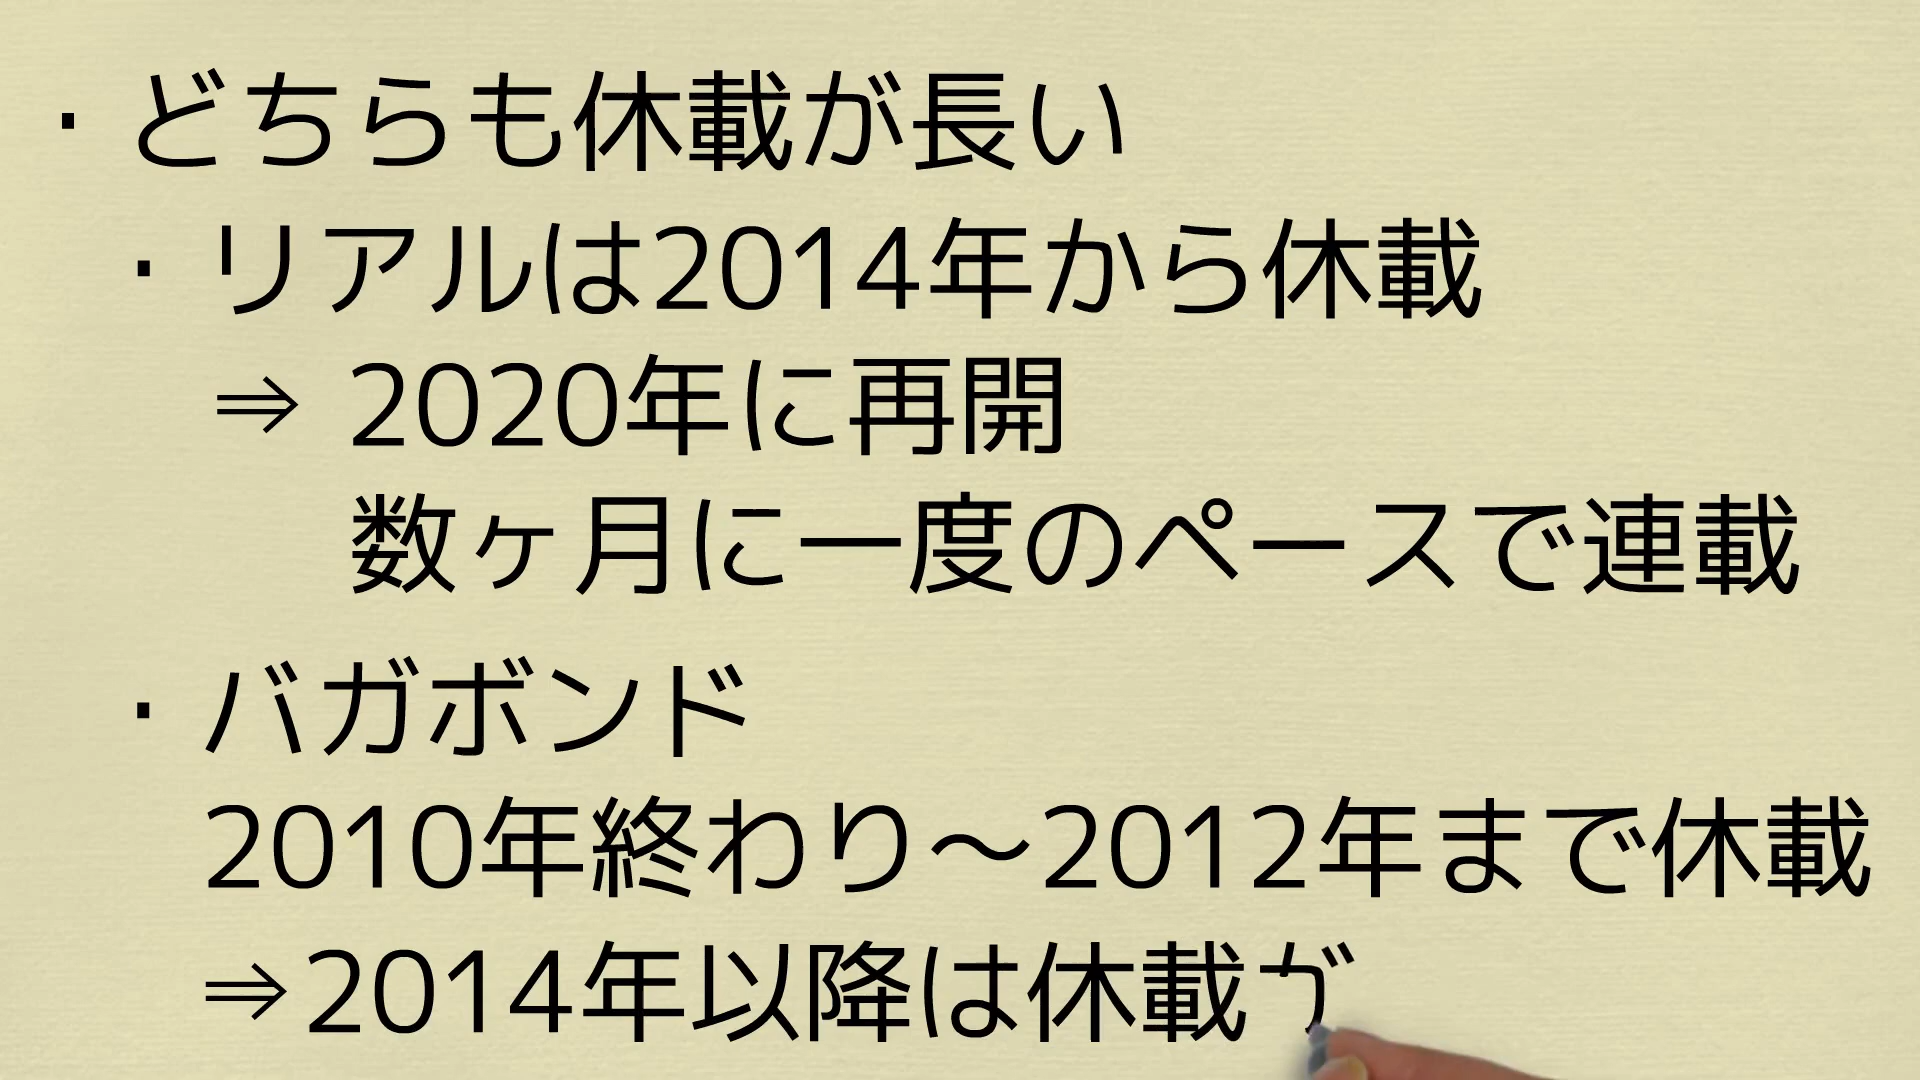 ・どちらも休載が長い
・リアルは2014年から休載
⇒ 2020年に再開
数ヶ月に一度のペースで連載
・バガボンド
2010年終わり～2012年まで休載
⇒2014年以降は休載が